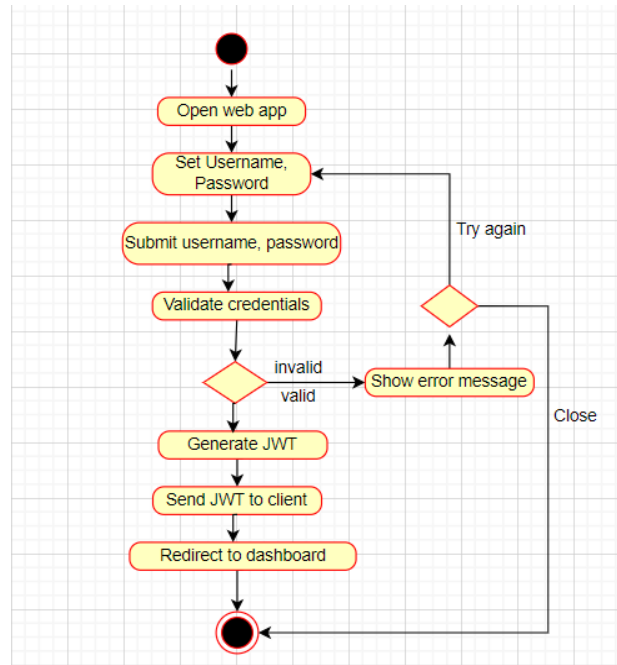 Open web app
Set Username,
Password
Try again
Submit username, password
Validate credentials
invalid
Show error message
valid
Close
Generate JWT
Send JWT to client
Redirect to dashboard